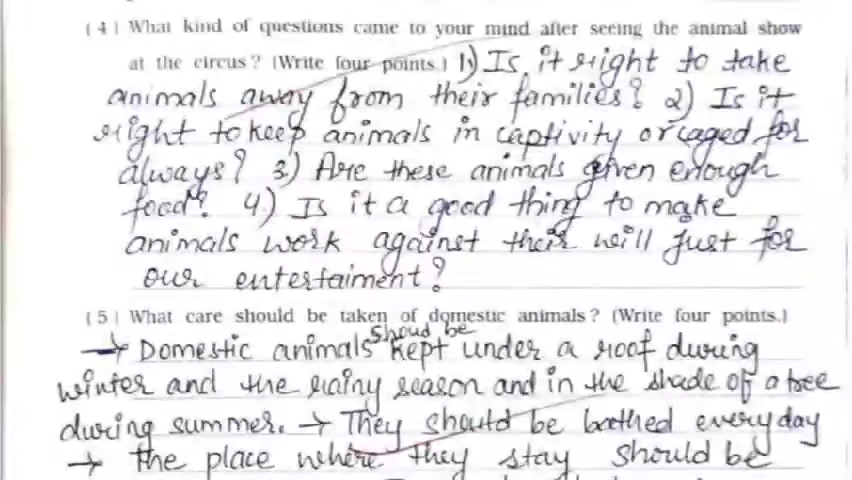 (4) What kind of questions came to your mind after seeing the animal show
at the circus? (Write four points.) 1) Is it right to take
animals away from their families? 2) Is it
right to keep animals in captivity or caged for
always? 3) Are these animals given enough
food? 4) Is it a good thing to make
animals work against their will just for
our entertaiment?
(5) What care should be taken of domestic animals? (Write four points.)
→ Domestic animals shoud be kept under a roof during
winter and the rainy season and in the shade of a tree
during summer. → They should be bathed everyday
→ the place where they stay should be